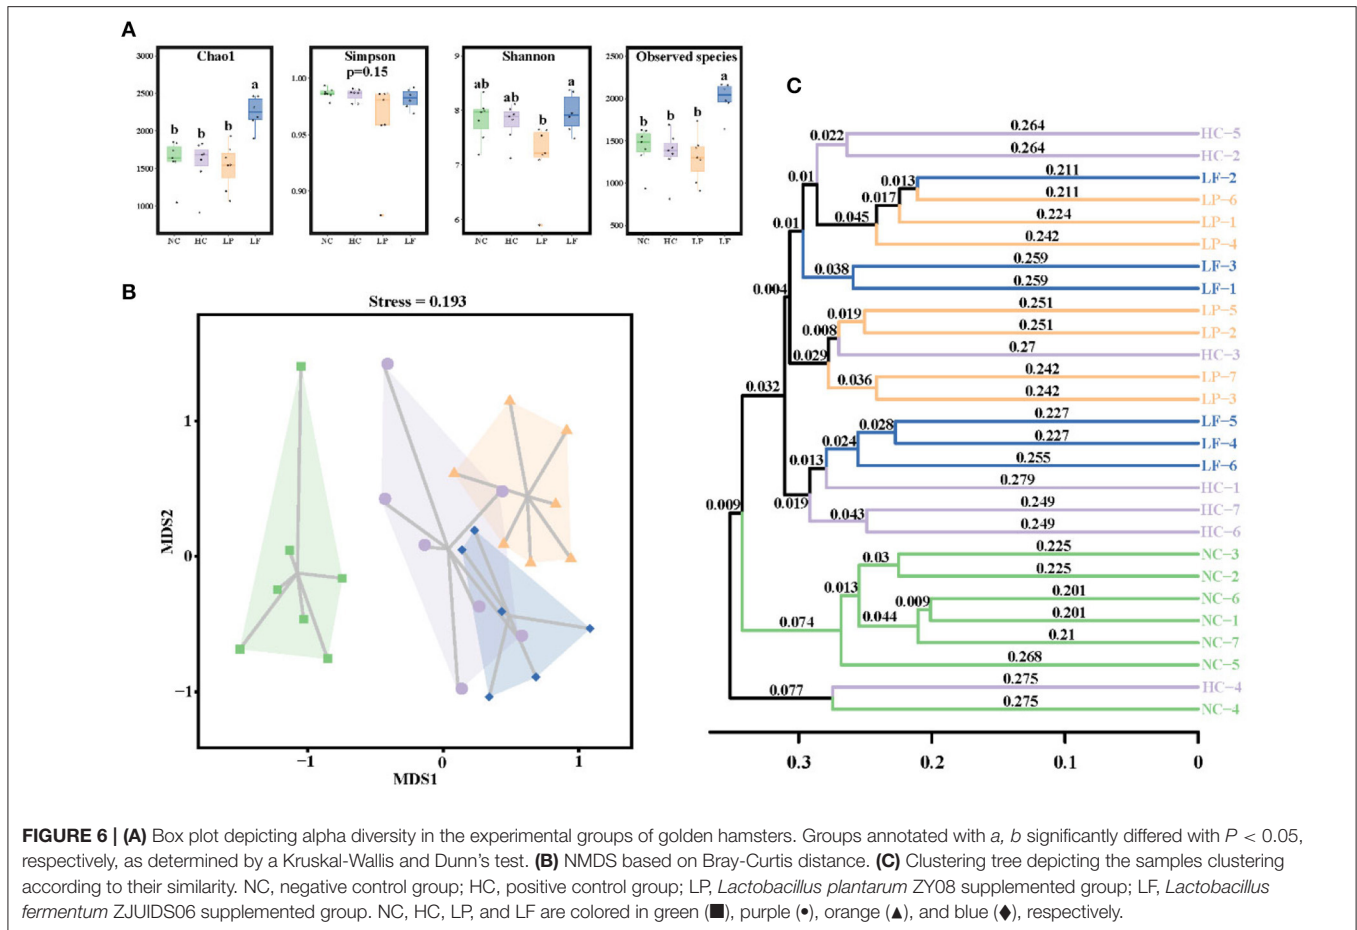 A
Chao1
3000
2500
2000
1500
1000
b
b
b
a
NC HC LP LF
Simpson
p=0.15
1.00
0.95
0.90
NC HC LP LF
Shannon
9
8
7
6
ab
ab
b
a
NC HC LP LF
Observed species
2500
2000
1500
1000
500
b
b
b
a
NC HC LP LF
B
Stress = 0.193
MDS2
1
0
−1
−1 0 1
MDS1
C
0.264 HC−5
0.022
0.264 HC−2
0.01
0.211 LF−2
0.013
0.211 LP−6
0.017
0.224 LP−1
0.045
0.242 LP−4
0.01
0.259 LF−3
0.038
0.259 LF−1
0.004
0.251 LP−5
0.019
0.251 LP−2
0.008
0.27 HC−3
0.029
0.242 LP−7
0.036
0.242 LP−3
0.032
0.227 LF−5
0.028
0.227 LF−4
0.024
0.255 LF−6
0.013
0.279 HC−1
0.019
0.249 HC−7
0.043
0.249 HC−6
0.009
0.225 NC−3
0.03
0.225 NC−2
0.013
0.201 NC−6
0.009
0.201 NC−1
0.044
0.21 NC−7
0.074
0.268 NC−5
0.275 HC−4
0.077
0.275 NC−4
0.3 0.2 0.1 0
FIGURE 6 | (A) Box plot depicting alpha diversity in the experimental groups of golden hamsters. Groups annotated with a, b significantly differed with P < 0.05,
respectively, as determined by a Kruskal-Wallis and Dunn's test. (B) NMDS based on Bray-Curtis distance. (C) Clustering tree depicting the samples clustering
according to their similarity. NC, negative control group; HC, positive control group; LP, Lactobacillus plantarum ZY08 supplemented group; LF, Lactobacillus
fermentum ZJUIDS06 supplemented group. NC, HC, LP, and LF are colored in green (■), purple (●), orange (▲), and blue (♦), respectively.